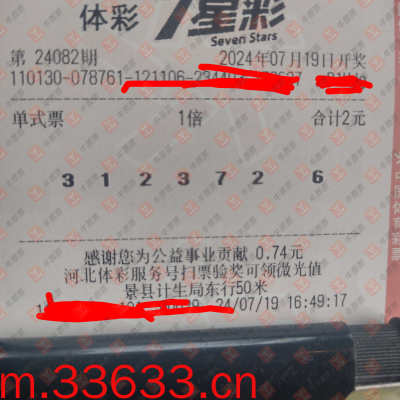 体彩 7星彩
Seven Stars
第 24082期 2024年07月19日开奖
110130-078761-121106-
单式票 1倍 合计2元
3 1 2 3 7 2 6
感谢您为公益事业贡献 0.74元
河北体彩服务号扫票验奖可领微光值
景县计生局东行50米
24/07/19 16:49:17
m.33633.cn